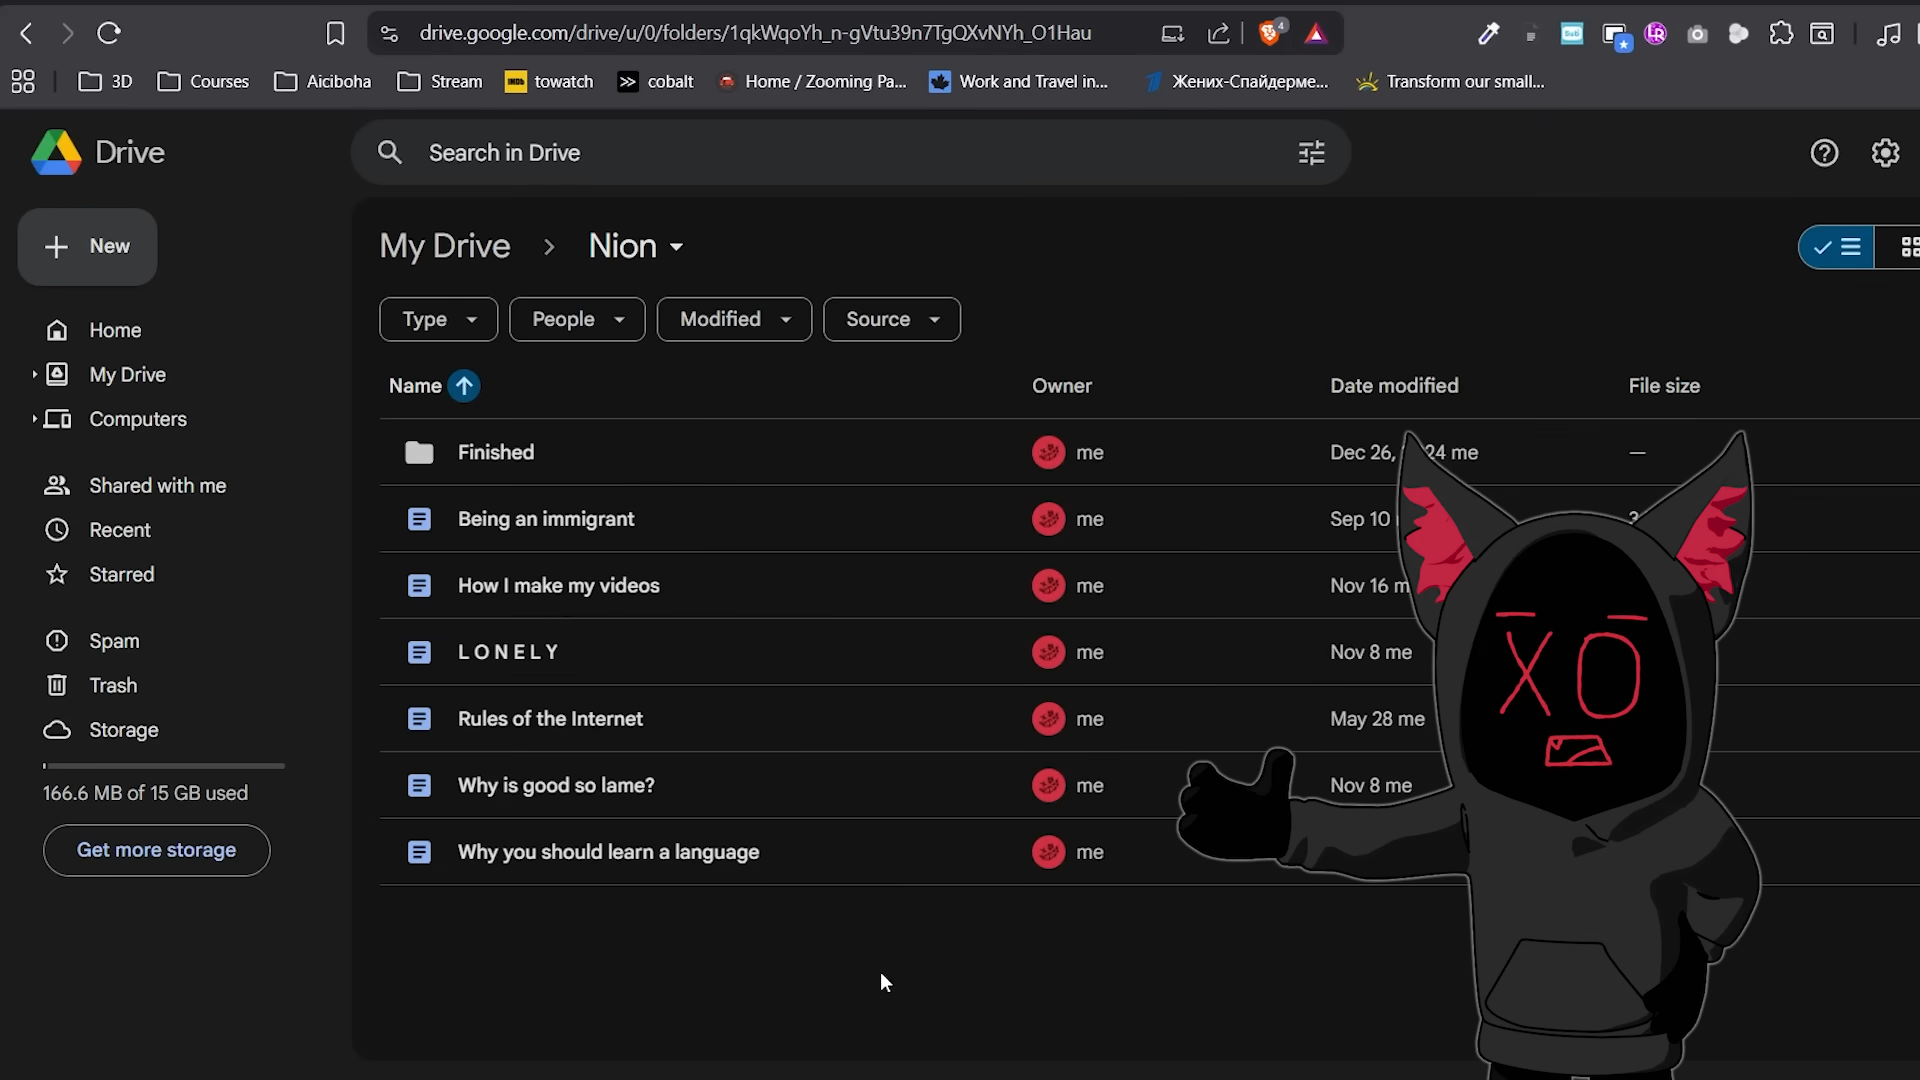 drive.google.com/drive/u/0/folders/1qkWqoYh_n-gVtu39n7TgQXvNYh_O1Hau
4
3D
Courses
Aiciboha
Stream
IMDb towatch
cobalt
Home / Zooming Pa...
Work and Travel in...
Жених-Спайдерме...
Transform our small...
Drive
Search in Drive
New
My Drive > Nion
Type
People
Modified
Source
Home
My Drive
Computers
Shared with me
Recent
Starred
Spam
Trash
Storage
166.6 MB of 15 GB used
Get more storage
Name Owner Date modified File size
Finished me Dec 26, 24 me —
Being an immigrant me Sep 10
How I make my videos me Nov 16
L O N E L Y me Nov 8 me
Rules of the Internet me May 28 me
Why is good so lame? me Nov 8 me
Why you should learn a language me
XO